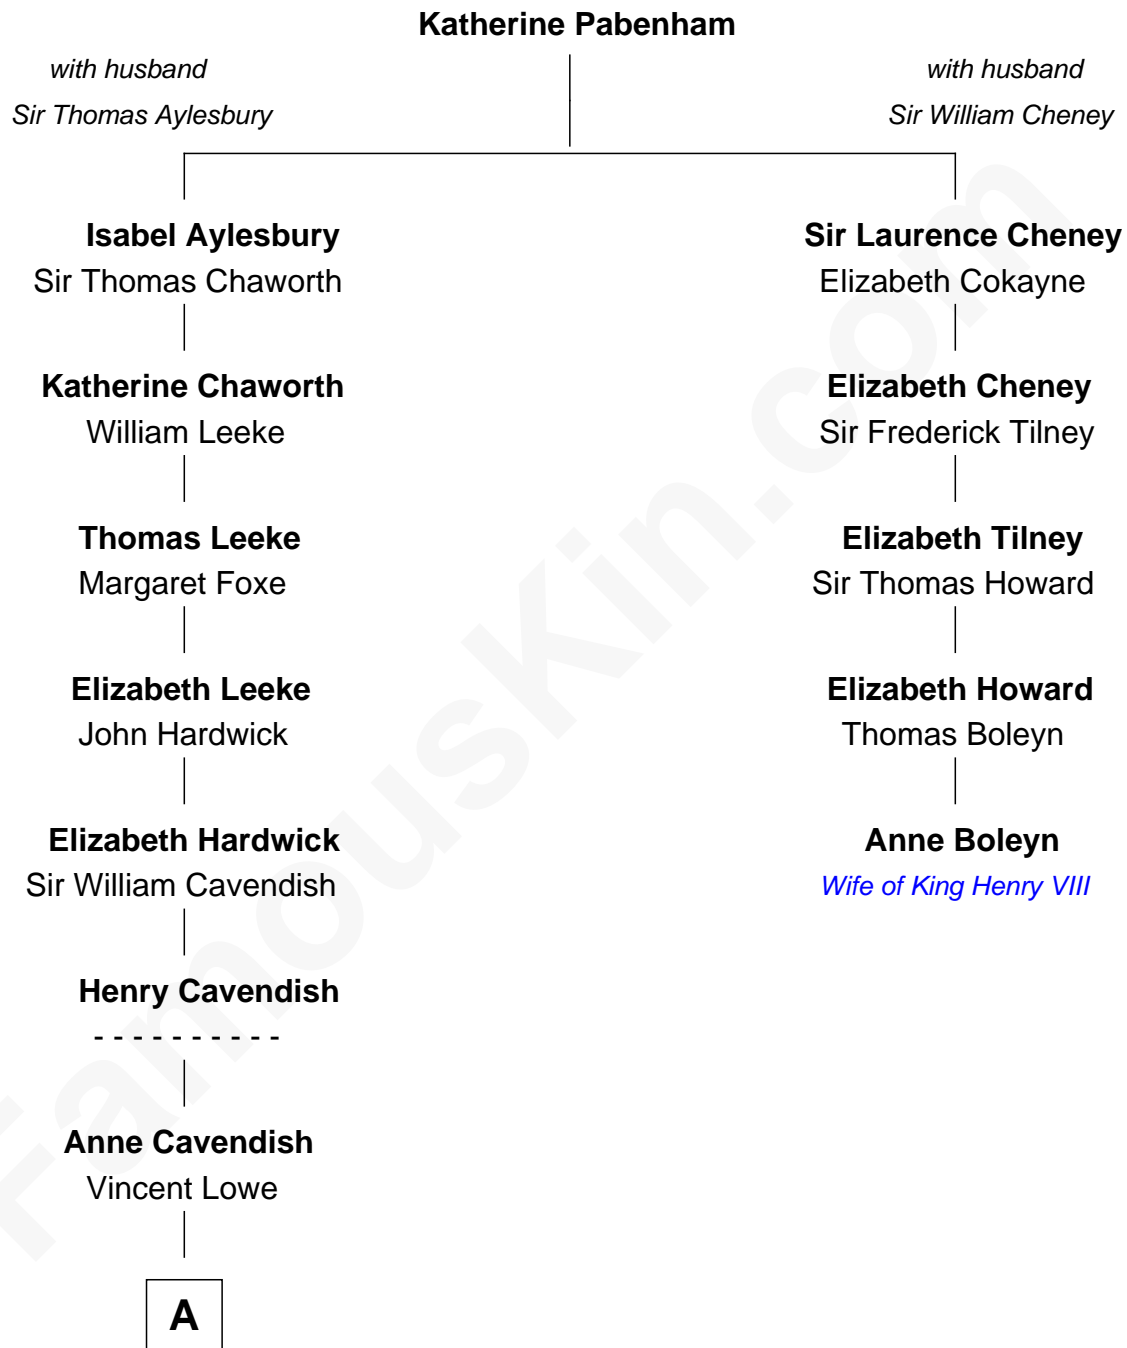 Katherine Pabenham
with husband
Sir Thomas Aylesbury
with husband
Sir William Cheney
Isabel Aylesbury
Sir Thomas Chaworth
Sir Laurence Cheney
Elizabeth Cokayne
Katherine Chaworth
William Leeke
Elizabeth Cheney
Sir Frederick Tilney
Thomas Leeke
Margaret Foxe
Elizabeth Tilney
Sir Thomas Howard
Elizabeth Leeke
John Hardwick
Elizabeth Howard
Thomas Boleyn
Elizabeth Hardwick
Sir William Cavendish
Anne Boleyn
Wife of King Henry VIII
Henry Cavendish
- - - - - - - - - -
Anne Cavendish
Vincent Lowe
A
FamousKin.com